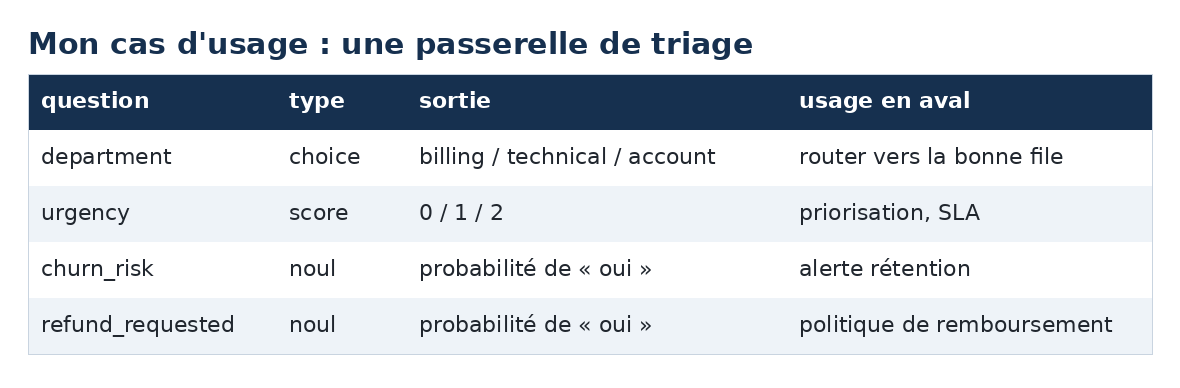 Mon cas d'usage : une passerelle de triage
question type sortie usage en aval
department choice billing / technical / account router vers la bonne file
urgency score 0 / 1 / 2 priorisation, SLA
churn_risk noul probabilité de « oui » alerte rétention
refund_requested noul probabilité de « oui » politique de remboursement